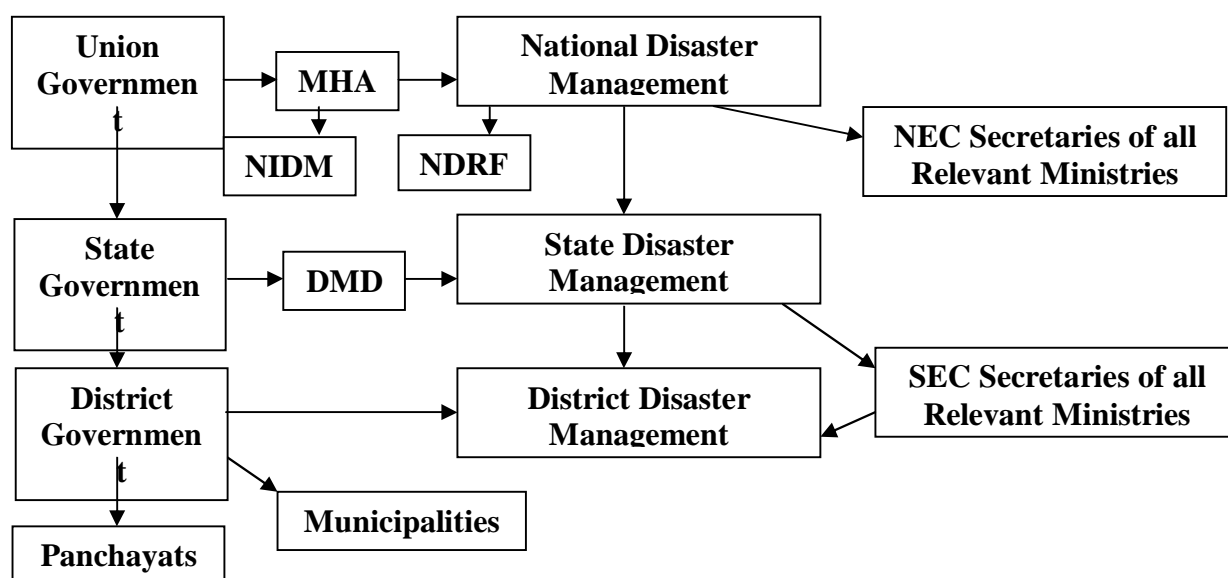 Union
Governmen
t
MHA
National Disaster
Management
NIDM
NDRF
NEC Secretaries of all
Relevant Ministries
State
Governmen
t
DMD
State Disaster
Management
District
Governmen
t
District Disaster
Management
SEC Secretaries of all
Relevant Ministries
Municipalities
Panchayats